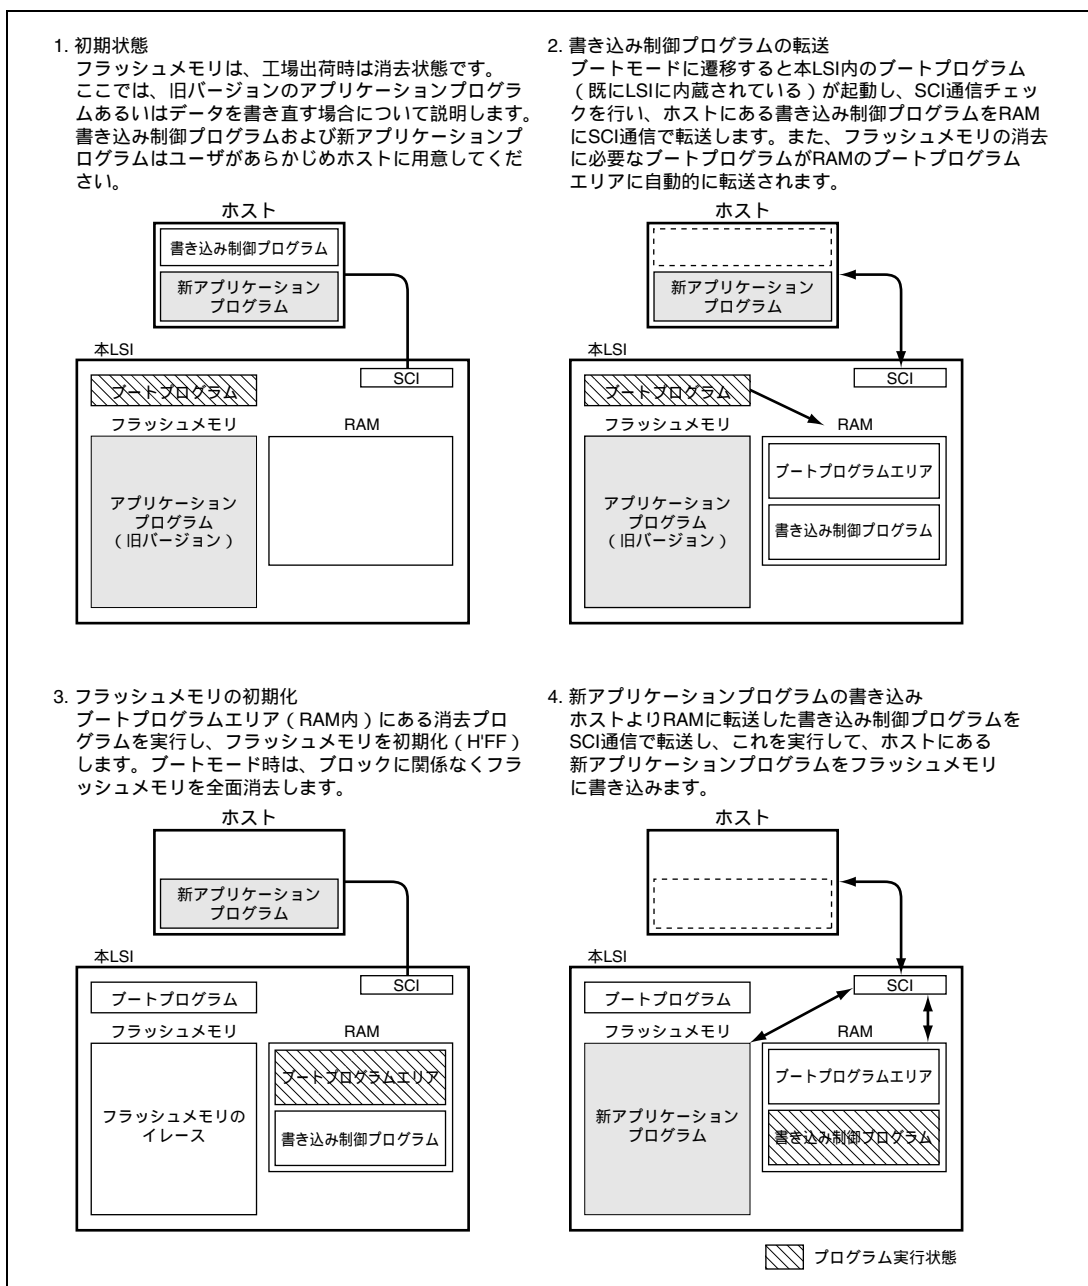 1. 初期状態
フラッシュメモリは、工場出荷時は消去状態です。
ここでは、旧バージョンのアプリケーションプログラ
ムあるいはデータを書き直す場合について説明します。
書き込み制御プログラムおよび新アプリケーションプ
ログラムはユーザがあらかじめホストに用意してくだ
さい。
ホスト
書き込み制御プログラム
新アプリケーション
プログラム
本LSI
SCI
ブートプログラム
フラッシュメモリ
RAM
アプリケーション
プログラム
（旧バージョン）
2. 書き込み制御プログラムの転送
ブートモードに遷移すると本LSI内のブートプログラム
（既にLSIに内蔵されている）が起動し、SCI通信チェッ
クを行い、ホストにある書き込み制御プログラムをRAM
にSCI通信で転送します。また、フラッシュメモリの消去
に必要なブートプログラムがRAMのブートプログラム
エリアに自動的に転送されます。
ホスト
新アプリケーション
プログラム
本LSI
SCI
ブートプログラム
フラッシュメモリ
RAM
アプリケーション
プログラム
（旧バージョン）
ブートプログラムエリア
書き込み制御プログラム
3. フラッシュメモリの初期化
ブートプログラムエリア（RAM内）にある消去プロ
グラムを実行し、フラッシュメモリを初期化（H'FF）
します。ブートモード時は、ブロックに関係なくフラ
ッシュメモリを全面消去します。
ホスト
新アプリケーション
プログラム
本LSI
SCI
ブートプログラム
フラッシュメモリ
RAM
フラッシュメモリの
イレース
ブートプログラムエリア
書き込み制御プログラム
4. 新アプリケーションプログラムの書き込み
ホストよりRAMに転送した書き込み制御プログラムを
SCI通信で転送し、これを実行して、ホストにある
新アプリケーションプログラムをフラッシュメモリ
に書き込みます。
ホスト
本LSI
SCI
ブートプログラム
フラッシュメモリ
RAM
新アプリケーション
プログラム
ブートプログラムエリア
書き込み制御プログラム
プログラム実行状態